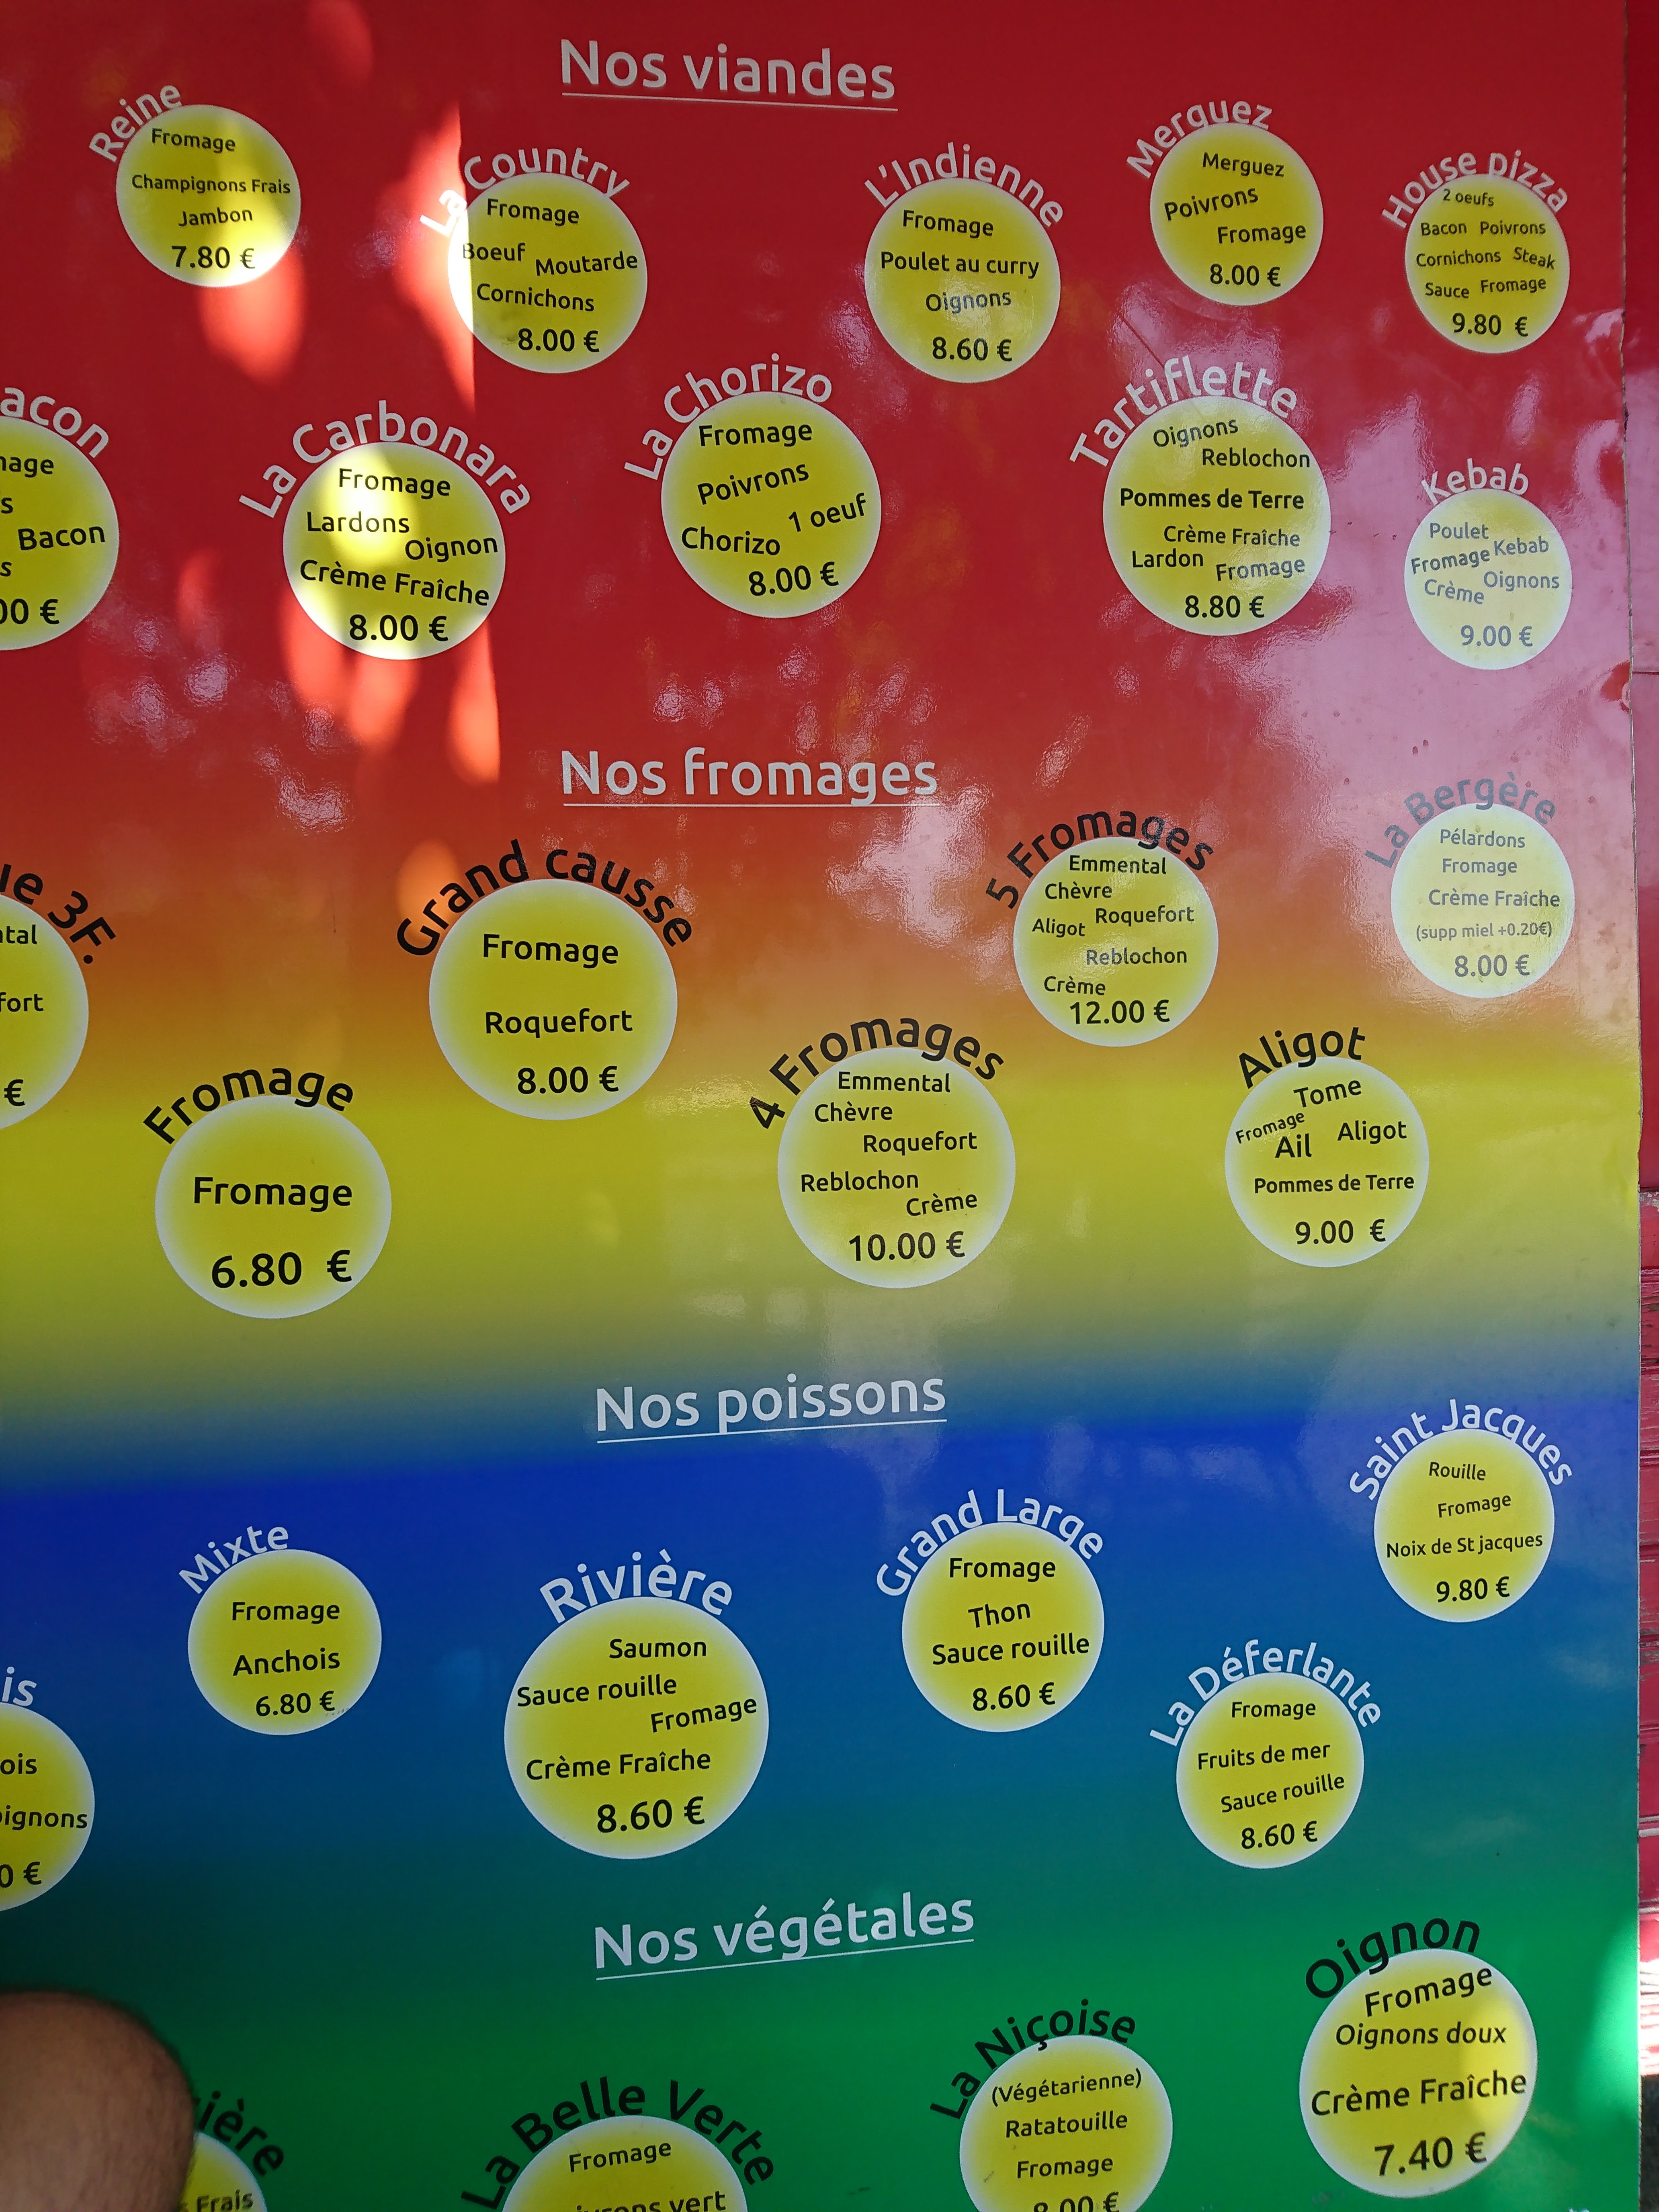 Nos viandes
Reine
Fromage
Champignons Frais
Jambon
7.80 €
La Country
Fromage
Boeuf Moutarde
Cornichons
8.00 €
L'Indienne
Fromage
Poulet au curry
Oignons
8.60 €
Merguez
Merguez
Poivrons
Fromage
8.00 €
House pizza
2 oeufs
Bacon Poivrons
Cornichons Steak
Sauce Fromage
9.80 €
Bacon
€
La Carbonara
Fromage
Lardons
Oignon
Crème Fraîche
8.00 €
La Chorizo
Fromage
Poivrons
1 oeuf
Chorizo
8.00 €
Tartiflette
Oignons
Reblochon
Pommes de Terre
Crème Fraîche
Lardon Fromage
8.80 €
Kebab
Poulet
Fromage Kebab
Crème Oignons
9.00 €
Nos fromages
3F.
€
Grand causse
Fromage
Roquefort
8.00 €
5 Fromages
Emmental
Chèvre
Aligot Roquefort
Reblochon
Crème
12.00 €
La Bergère
Pélardons
Fromage
Crème Fraîche
(supp miel +0.20€)
8.00 €
Fromage
Fromage
6.80 €
4 Fromages
Emmental
Chèvre
Roquefort
Reblochon
Crème
10.00 €
Aligot
Tome
Fromage
Ail Aligot
Pommes de Terre
9.00 €
Nos poissons
Mixte
Fromage
Anchois
6.80 €
Rivière
Saumon
Sauce rouille
Fromage
Crème Fraîche
8.60 €
Grand Large
Fromage
Thon
Sauce rouille
8.60 €
Saint Jacques
Rouille
Fromage
Noix de St jacques
9.80 €
La Déferlante
Fromage
Fruits de mer
Sauce rouille
8.60 €
€
Nos végétales
Frais
La Belle Verte
Fromage
vert
La Niçoise
(Végétarienne)
Ratatouille
Fromage
8.00 €
Oignon
Fromage
Oignons doux
Crème Fraîche
7.40 €